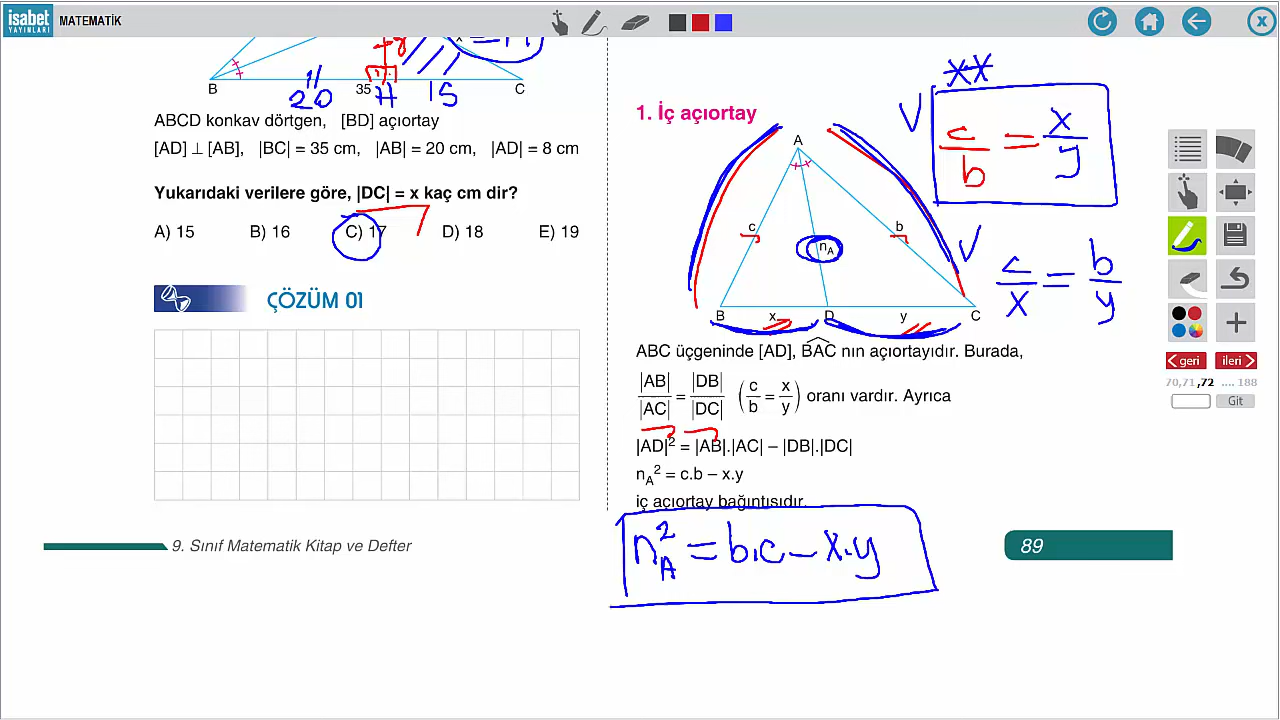 isabet
YAYINLARI
MATEMATİK
B
C
20
35
H
15
ABCD konkav dörtgen, [BD] açıortay
[AD] ⊥ [AB], |BC| = 35 cm, |AB| = 20 cm, |AD| = 8 cm
Yukarıdaki verilere göre, |DC| = x kaç cm dir?
A) 15 B) 16 C) 17 D) 18 E) 19
ÇÖZÜM 01
9. Sınıf Matematik Kitap ve Defter
1. İç açıortay
A
c
b
nA
B
x
D
y
C
c/b = x/y
c/x = b/y
ABC üçgeninde [AD], BAC nın açıortayıdır. Burada,
|AB|/|AC| = |DB|/|DC| (c/b = x/y) oranı vardır. Ayrıca
|AD|² = |AB|.|AC| – |DB|.|DC|
nA² = c.b – x.y
iç açıortay bağıntısıdır.
nA² = b.c – x.y
89
geri
ileri
70,71,72 .... 188
Git